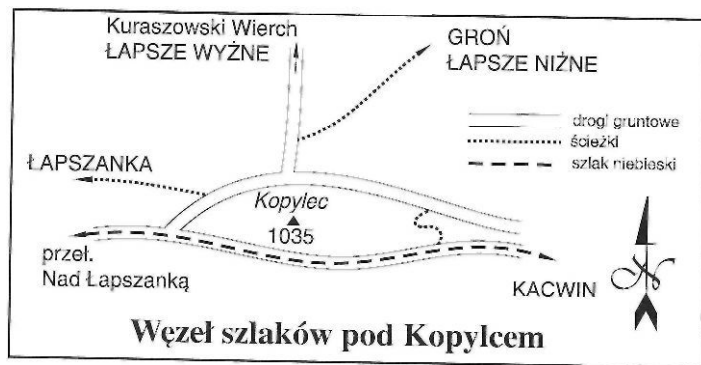 Kuraszowski Wierch
ŁAPSZE WYŻNE
GROŃ
ŁAPSZE NIŻNE
drogi gruntowe
ścieżki
szlak niebieski
ŁAPSZANKA
Kopylec
1035
przeł.
Nad Łapszanką
KACWIN
N
Węzeł szlaków pod Kopylcem